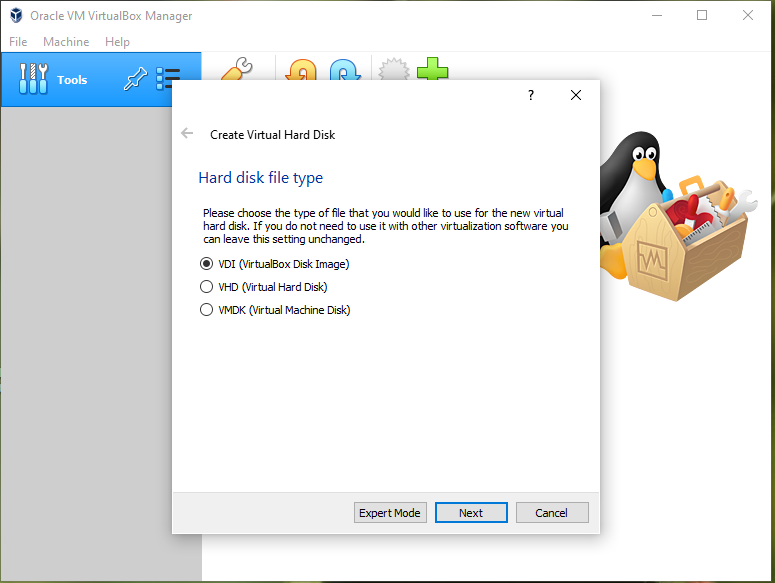 Oracle VM VirtualBox Manager
File Machine Help
Tools
?
Create Virtual Hard Disk
Hard disk file type
Please choose the type of file that you would like to use for the new virtual
hard disk. If you do not need to use it with other virtualization software you
can leave this setting unchanged.
VDI (VirtualBox Disk Image)
VHD (Virtual Hard Disk)
VMDK (Virtual Machine Disk)
Expert Mode Next Cancel